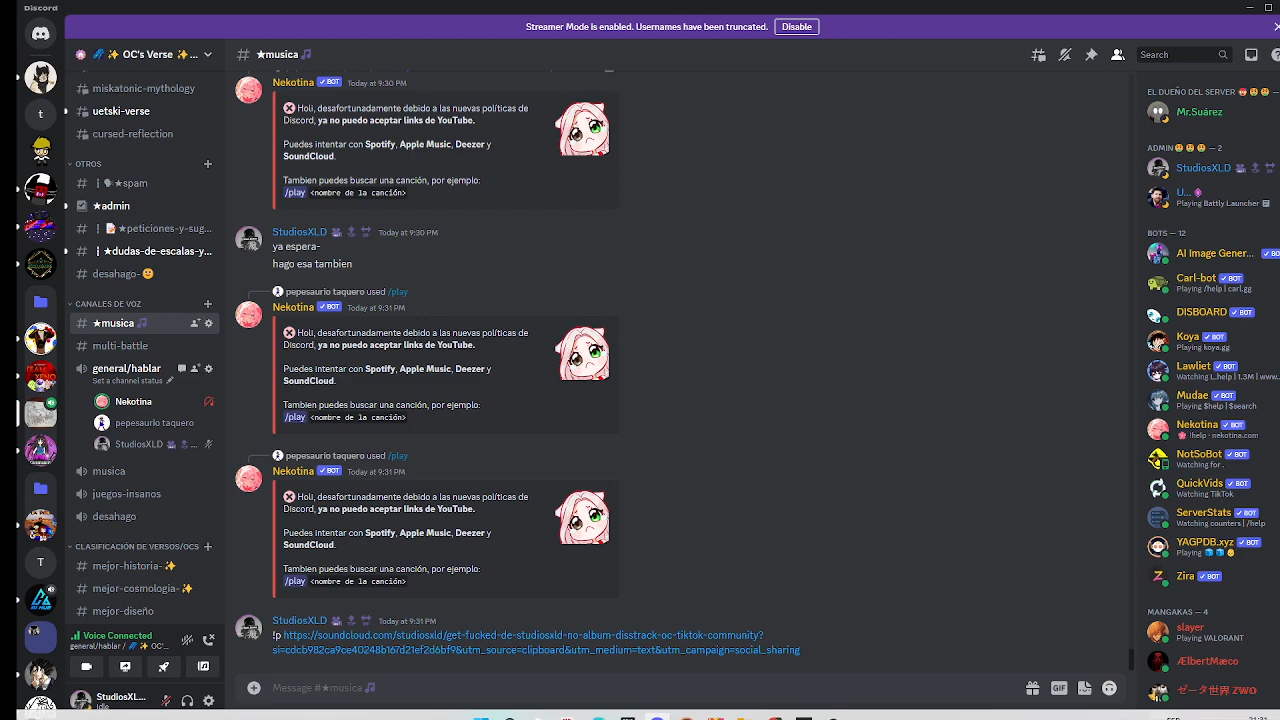 Discord
Streamer Mode is enabled. Usernames have been truncated.
Disable
OC's Verse ✨...
miskatonic-mythology
uetski-verse
cursed-reflection
OTROS
★spam
★admin
★peticiones-y-sug...
★dudas-de-escalas-y...
desahago-🙂
CANALES DE VOZ
★musica 🎵
multi-battle
general/hablar
Set a channel status
Nekotina
pepesaurio taquero
StudiosXLD
musica
juegos-insanos
desahago
CLASIFICACIÓN DE VERSOS/OCS
mejor-historia-✨
mejor-cosmologia-✨
mejor-diseño
Voice Connected
general/hablar / OC'...
StudioXL...
t
T
# ★musica 🎵
Search
Nekotina ✓ BOT Today at 9:30 PM
Holi, desafortunadamente debido a las nuevas políticas de
Discord, ya no puedo aceptar links de YouTube.
Puedes intentar con Spotify, Apple Music, Deezer y
SoundCloud.
Tambien puedes buscar una canción, por ejemplo:
/play <nombre de la canción>
StudiosXLD Today at 9:30 PM
ya espera-
hago esa tambien
pepesaurio taquero used /play
Nekotina ✓ BOT Today at 9:31 PM
Holi, desafortunadamente debido a las nuevas políticas de
Discord, ya no puedo aceptar links de YouTube.
Puedes intentar con Spotify, Apple Music, Deezer y
SoundCloud.
Tambien puedes buscar una canción, por ejemplo:
/play <nombre de la canción>
pepesaurio taquero used /play
Nekotina ✓ BOT Today at 9:31 PM
Holi, desafortunadamente debido a las nuevas políticas de
Discord, ya no puedo aceptar links de YouTube.
Puedes intentar con Spotify, Apple Music, Deezer y
SoundCloud.
Tambien puedes buscar una canción, por ejemplo:
/play <nombre de la canción>
StudiosXLD Today at 9:31 PM
!p https://soundcloud.com/studiosxld/get-fucked-de-studiosxld-no-album-disstrack-oc-tiktok-community?
si=cdcb982ca9ce40248b167d21ef2d6bf9&utm_source=clipboard&utm_medium=text&utm_campaign=social_sharing
Message #★musica 🎵
GIF
EL DUEÑO DEL SERVER
Mr.Suárez
ADMIN — 2
StudiosXLD
U...
Playing Battly Launcher
BOTS — 12
AI Image Gener... BOT
Carl-bot ✓ BOT
Playing /help | carl.gg
DISBOARD ✓ BOT
Koya ✓ BOT
Playing koya.gg
Lawliet ✓ BOT
Watching L.help | 1.3M | www...
Mudae ✓ BOT
Playing $help | $search
Nekotina ✓ BOT
🌸 !help - nekotina.com
NotSoBot ✓ BOT
Watching for .
QuickVids ✓ BOT
Watching TikTok
ServerStats ✓ BOT
Watching counters | /help
YAGPDB.xyz ✓ BOT
Playing
Zira ✓ BOT
MANGAKAS — 4
slayer
Playing VALORANT
ÆlbertMæco
ゼータ世界 ZWO